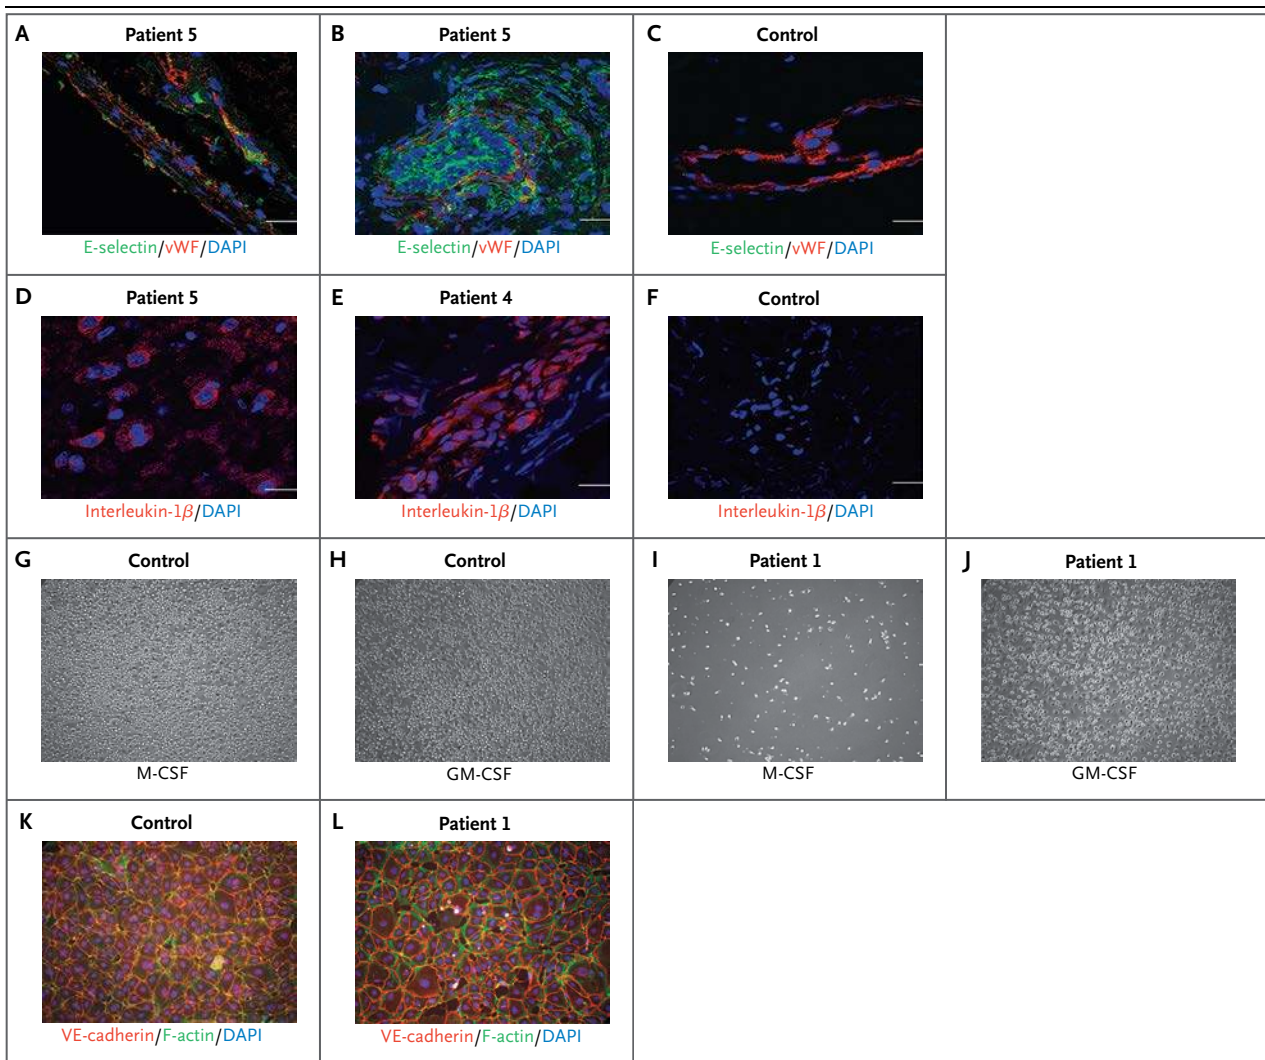 A Patient 5
E-selectin/vWF/DAPI
B Patient 5
E-selectin/vWF/DAPI
C Control
E-selectin/vWF/DAPI
D Patient 5
Interleukin-1β/DAPI
E Patient 4
Interleukin-1β/DAPI
F Control
Interleukin-1β/DAPI
G Control
M-CSF
H Control
GM-CSF
I Patient 1
M-CSF
J Patient 1
GM-CSF
K Control
VE-cadherin/F-actin/DAPI
L Patient 1
VE-cadherin/F-actin/DAPI